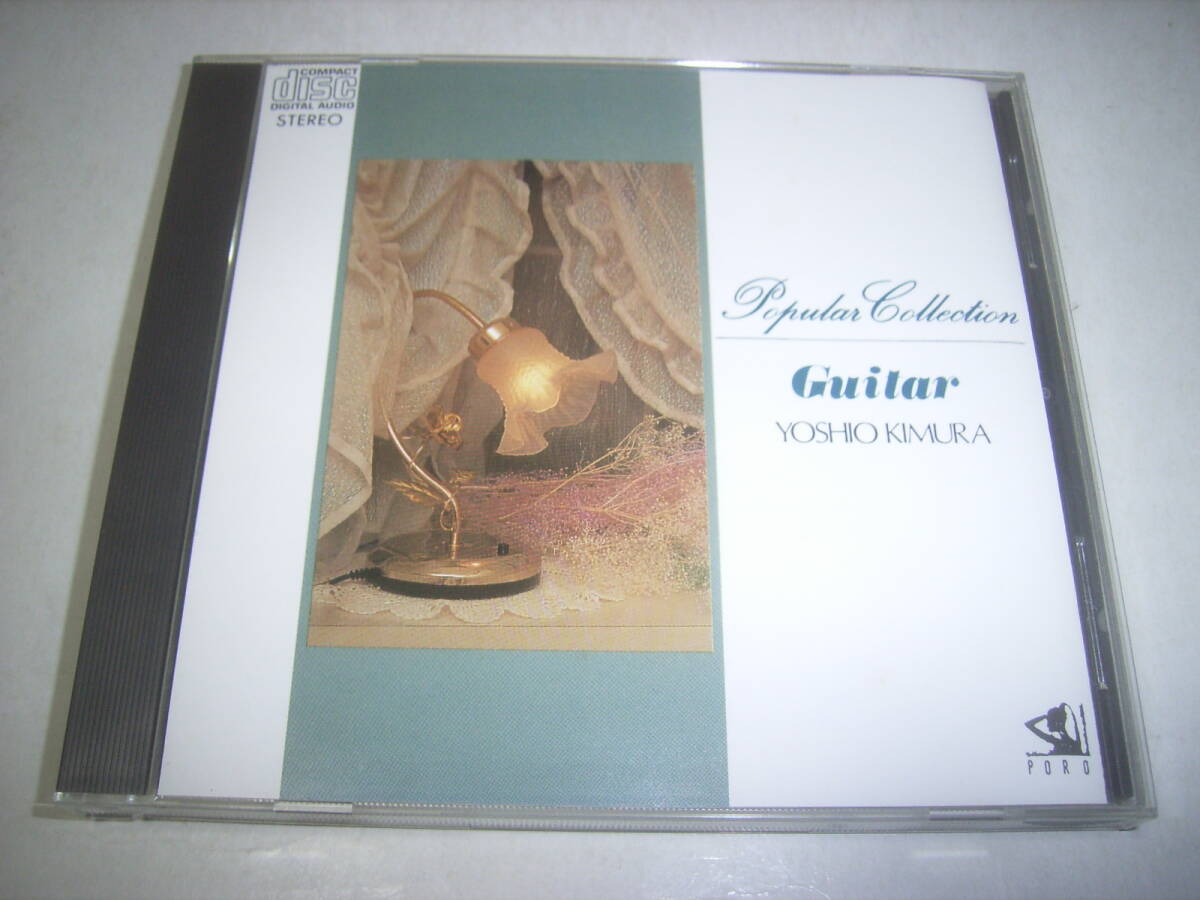 COMPACT
disc
DIGITAL AUDIO
STEREO
Popular Collection
Guitar
YOSHIO KIMURA
PORO